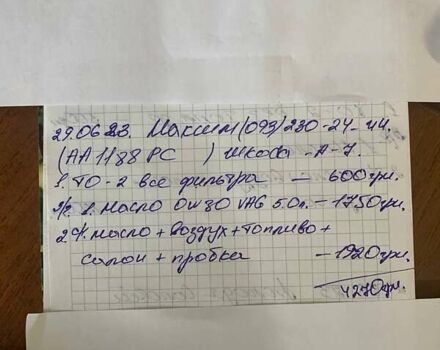 29.06.23. Максим (093) 230-24-44.
(АА 1188 РС ) Шкода - А-7.
1. ТО-2 все фильтра — 600грн.
з/ч 1. Масло 0W30 VAG 5.0л. — 1750грн.
2. ф. масло + воздух + топливо +
салон + пробка — 1920грн.
4270грн.